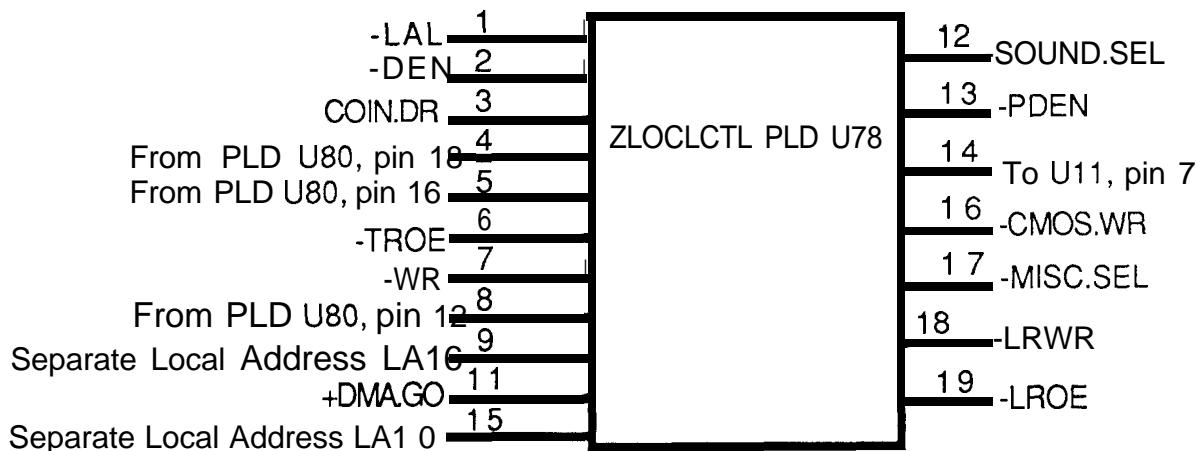 1
-LAL
2
-DEN
3
COIN.DR
4
From PLD U80, pin 18
5
From PLD U80, pin 16
6
-TROE
7
-WR
8
From PLD U80, pin 12
9
Separate Local Address LA16
11
+DMA.GO
15
Separate Local Address LA1 0
ZLOCLCTL PLD U78
12
SOUND.SEL
13
-PDEN
14
To U11, pin 7
16
-CMOS.WR
17
-MISC.SEL
18
-LRWR
19
-LROE